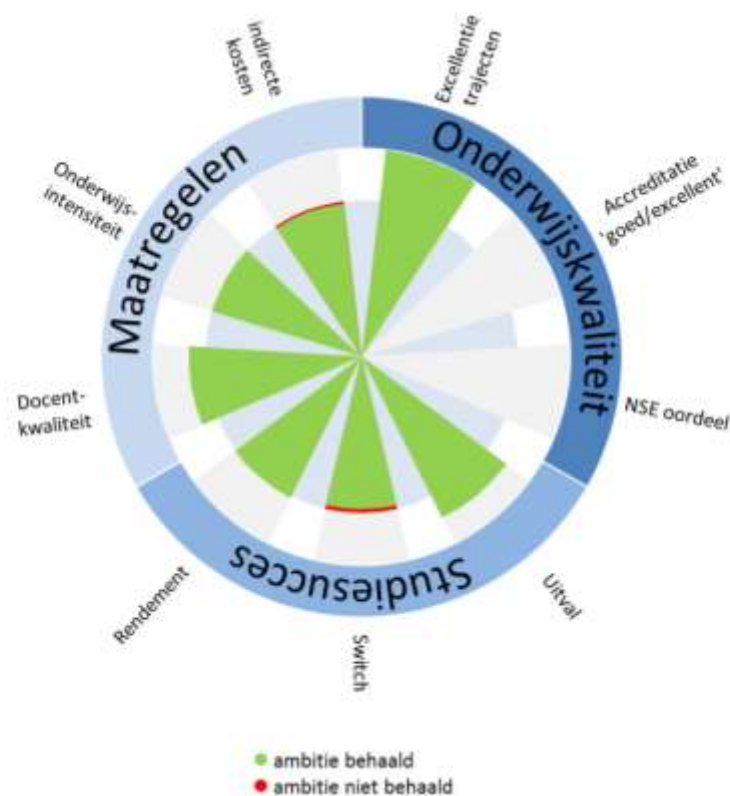 indirecte
kosten
Excellentie
trajecten
Onderwijs-
intensiteit
Accreditatie
'goed/excellent'
Maatregelen
Onderwijskwaliteit
Docent-
kwaliteit
NSE oordeel
Studiesucces
Rendement
Switch
Uitval
ambitie behaald
ambitie niet behaald